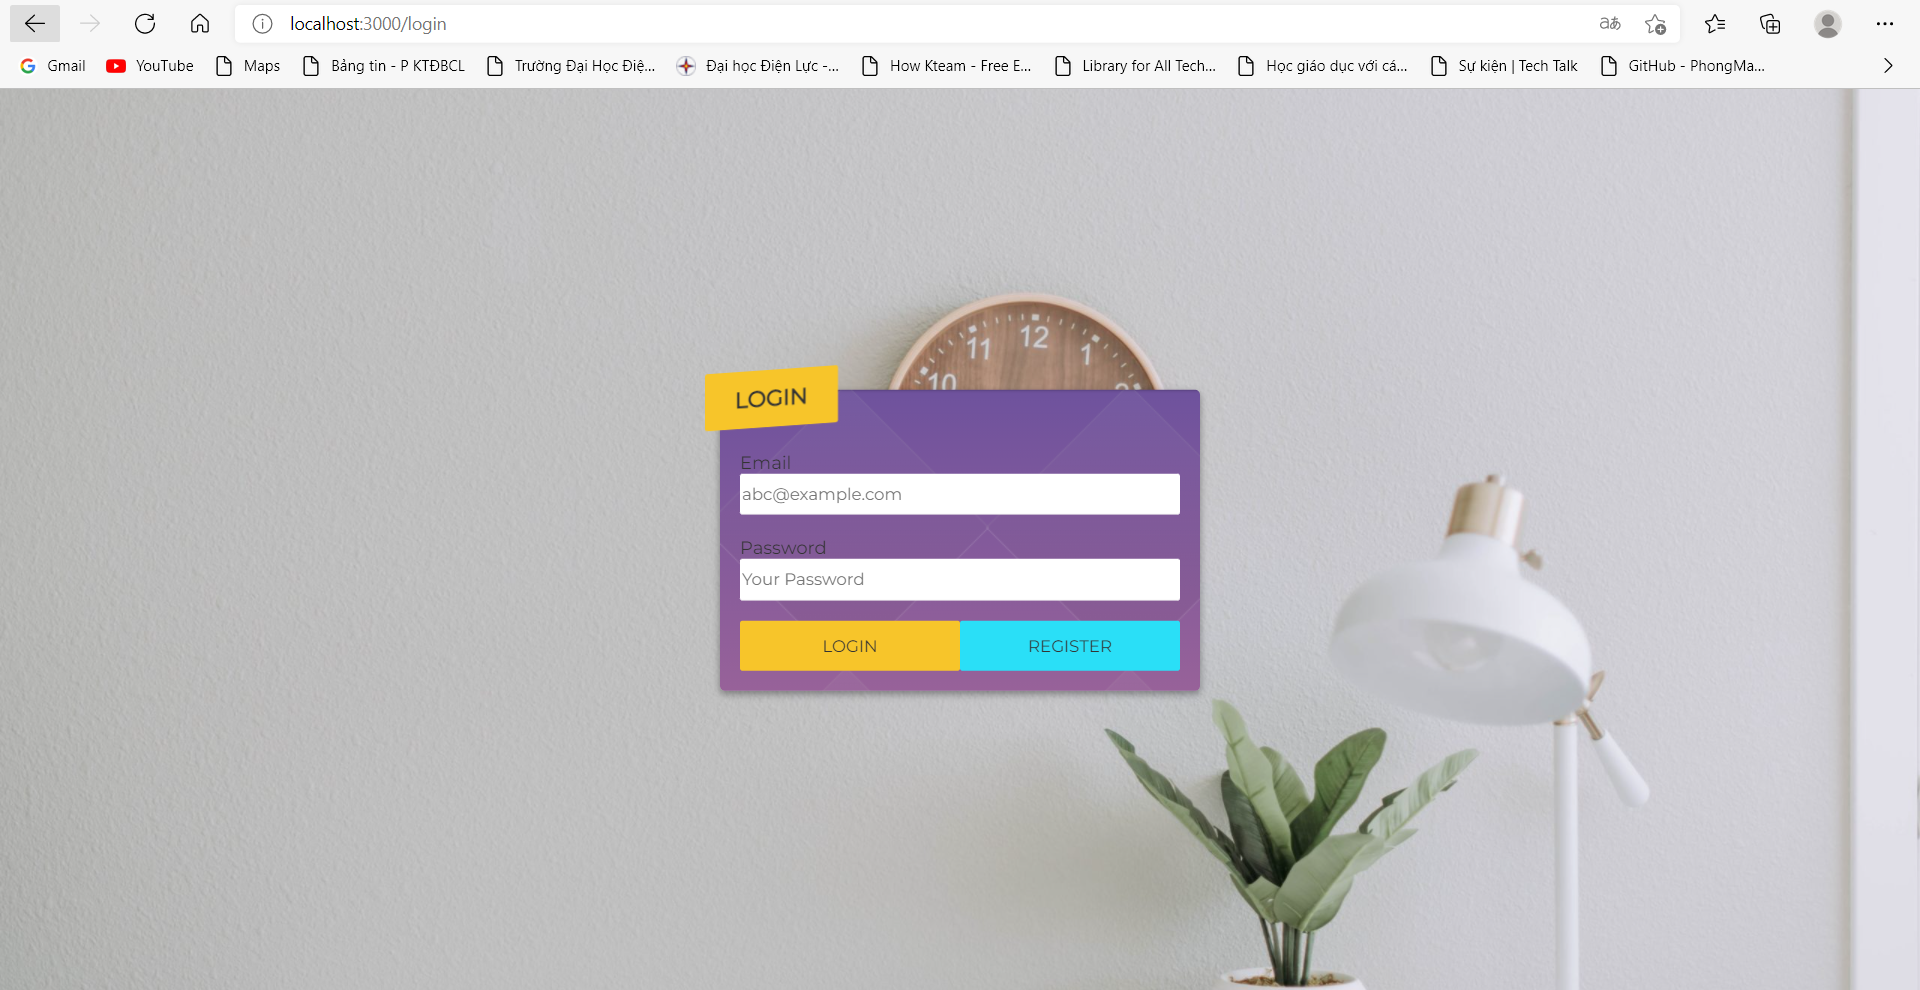 localhost:3000/login
Gmail YouTube Maps Bảng tin - P KTĐBCL Trường Đại Học Điệ... Đại học Điện Lực -... How Kteam - Free E... Library for All Tech... Học giáo dục với cá... Sự kiện | Tech Talk GitHub - PhongMa...
12
11
1
10
LOGIN
Email
abc@example.com
Password
Your Password
LOGIN REGISTER